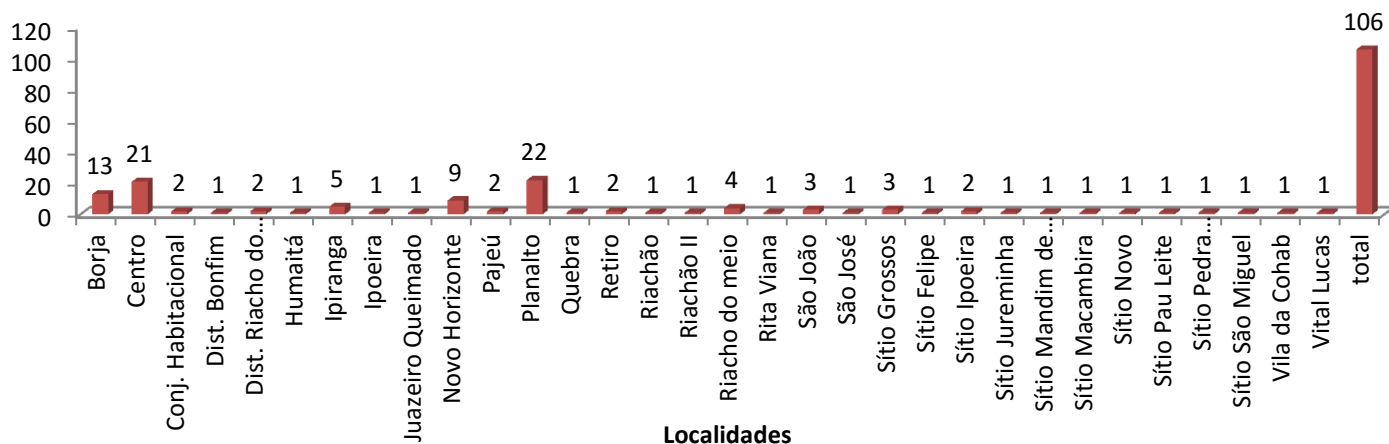 120
100
80
60
40
20
0
13
21
2
1
2
1
5
1
1
9
2
22
1
2
1
1
4
1
3
1
3
1
2
1
1
1
1
1
1
1
1
1
106
Borja
Centro
Conj. Habitacional
Dist. Bonfim
Dist. Riacho do...
Humaitá
Ipiranga
Ipoeira
Juazeiro Queimado
Novo Horizonte
Pajeú
Planalto
Quebra
Retiro
Riachão
Riachão II
Riacho do meio
Rita Viana
São João
São José
Sítio Grossos
Sítio Felipe
Sítio Ipoeira
Sítio Jureminha
Sítio Mandim de...
Sítio Macambira
Sítio Novo
Sítio Pau Leite
Sítio Pedra...
Sítio São Miguel
Vila da Cohab
Vital Lucas
total
Localidades